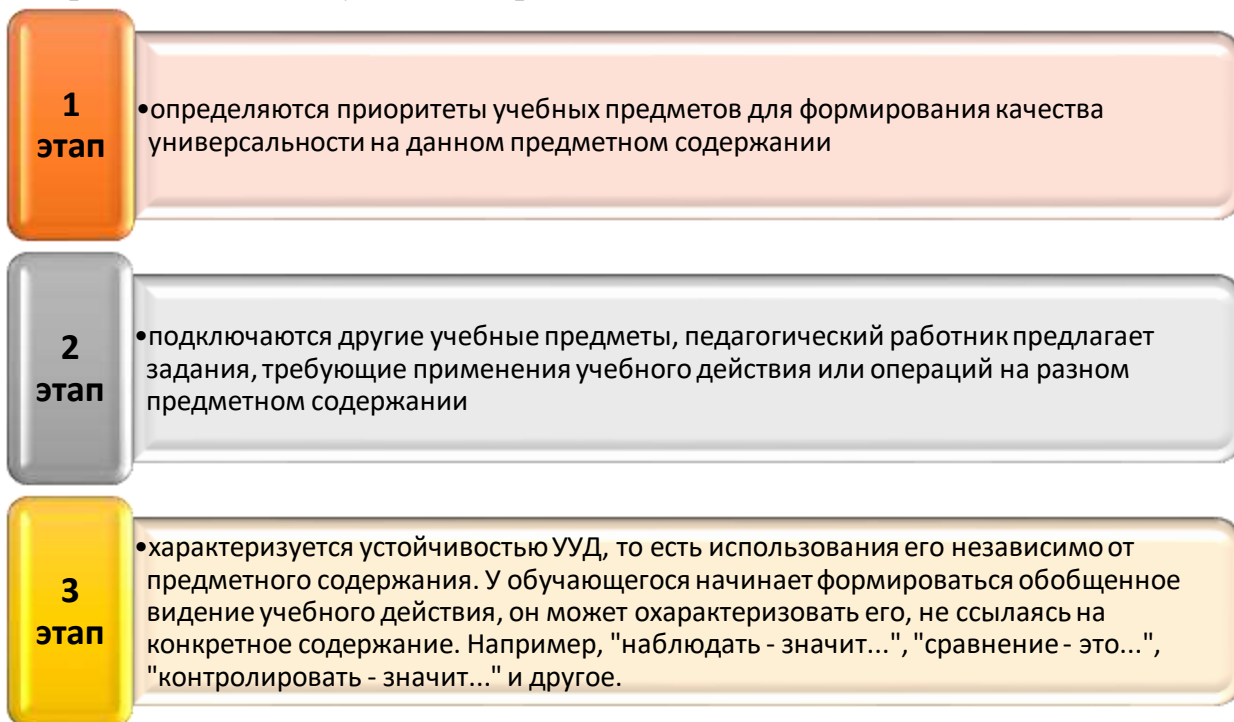 1
этап
•определяются приоритеты учебных предметов для формирования качества
универсальности на данном предметном содержании
2
этап
•подключаются другие учебные предметы, педагогический работник предлагает
задания, требующие применения учебного действия или операций на разном
предметном содержании
3
этап
•характеризуется устойчивостью УУД, то есть использования его независимо от
предметного содержания. У обучающегося начинает формироваться обобщенное
видение учебного действия, он может охарактеризовать его, не ссылаясь на
конкретное содержание. Например, "наблюдать - значит...", "сравнение - это...",
"контролировать - значит..." и другое.